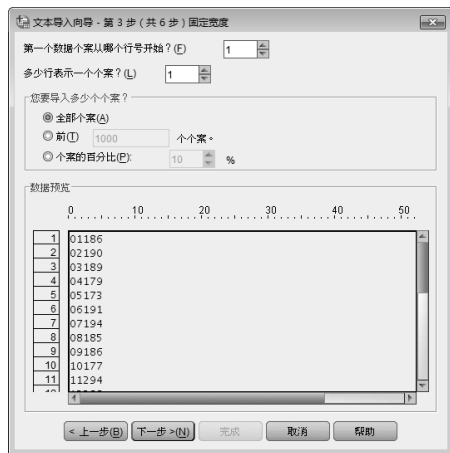 文本导入向导 - 第 3 步（共 6 步）固定宽度
第一个数据个案从哪个行号开始？(F) 1
多少行表示一个个案？(L) 1
您要导入多少个个案？
全部个案(A)
前(T) 1000 个个案。
个案的百分比(P): 10 %
数据预览
0 10 20 30 40 50
1 01186
2 02190
3 03189
4 04179
5 05173
6 06191
7 07194
8 08185
9 09186
10 10177
11 11294
< 上一步(B) 下一步 >(N) 完成 取消 帮助